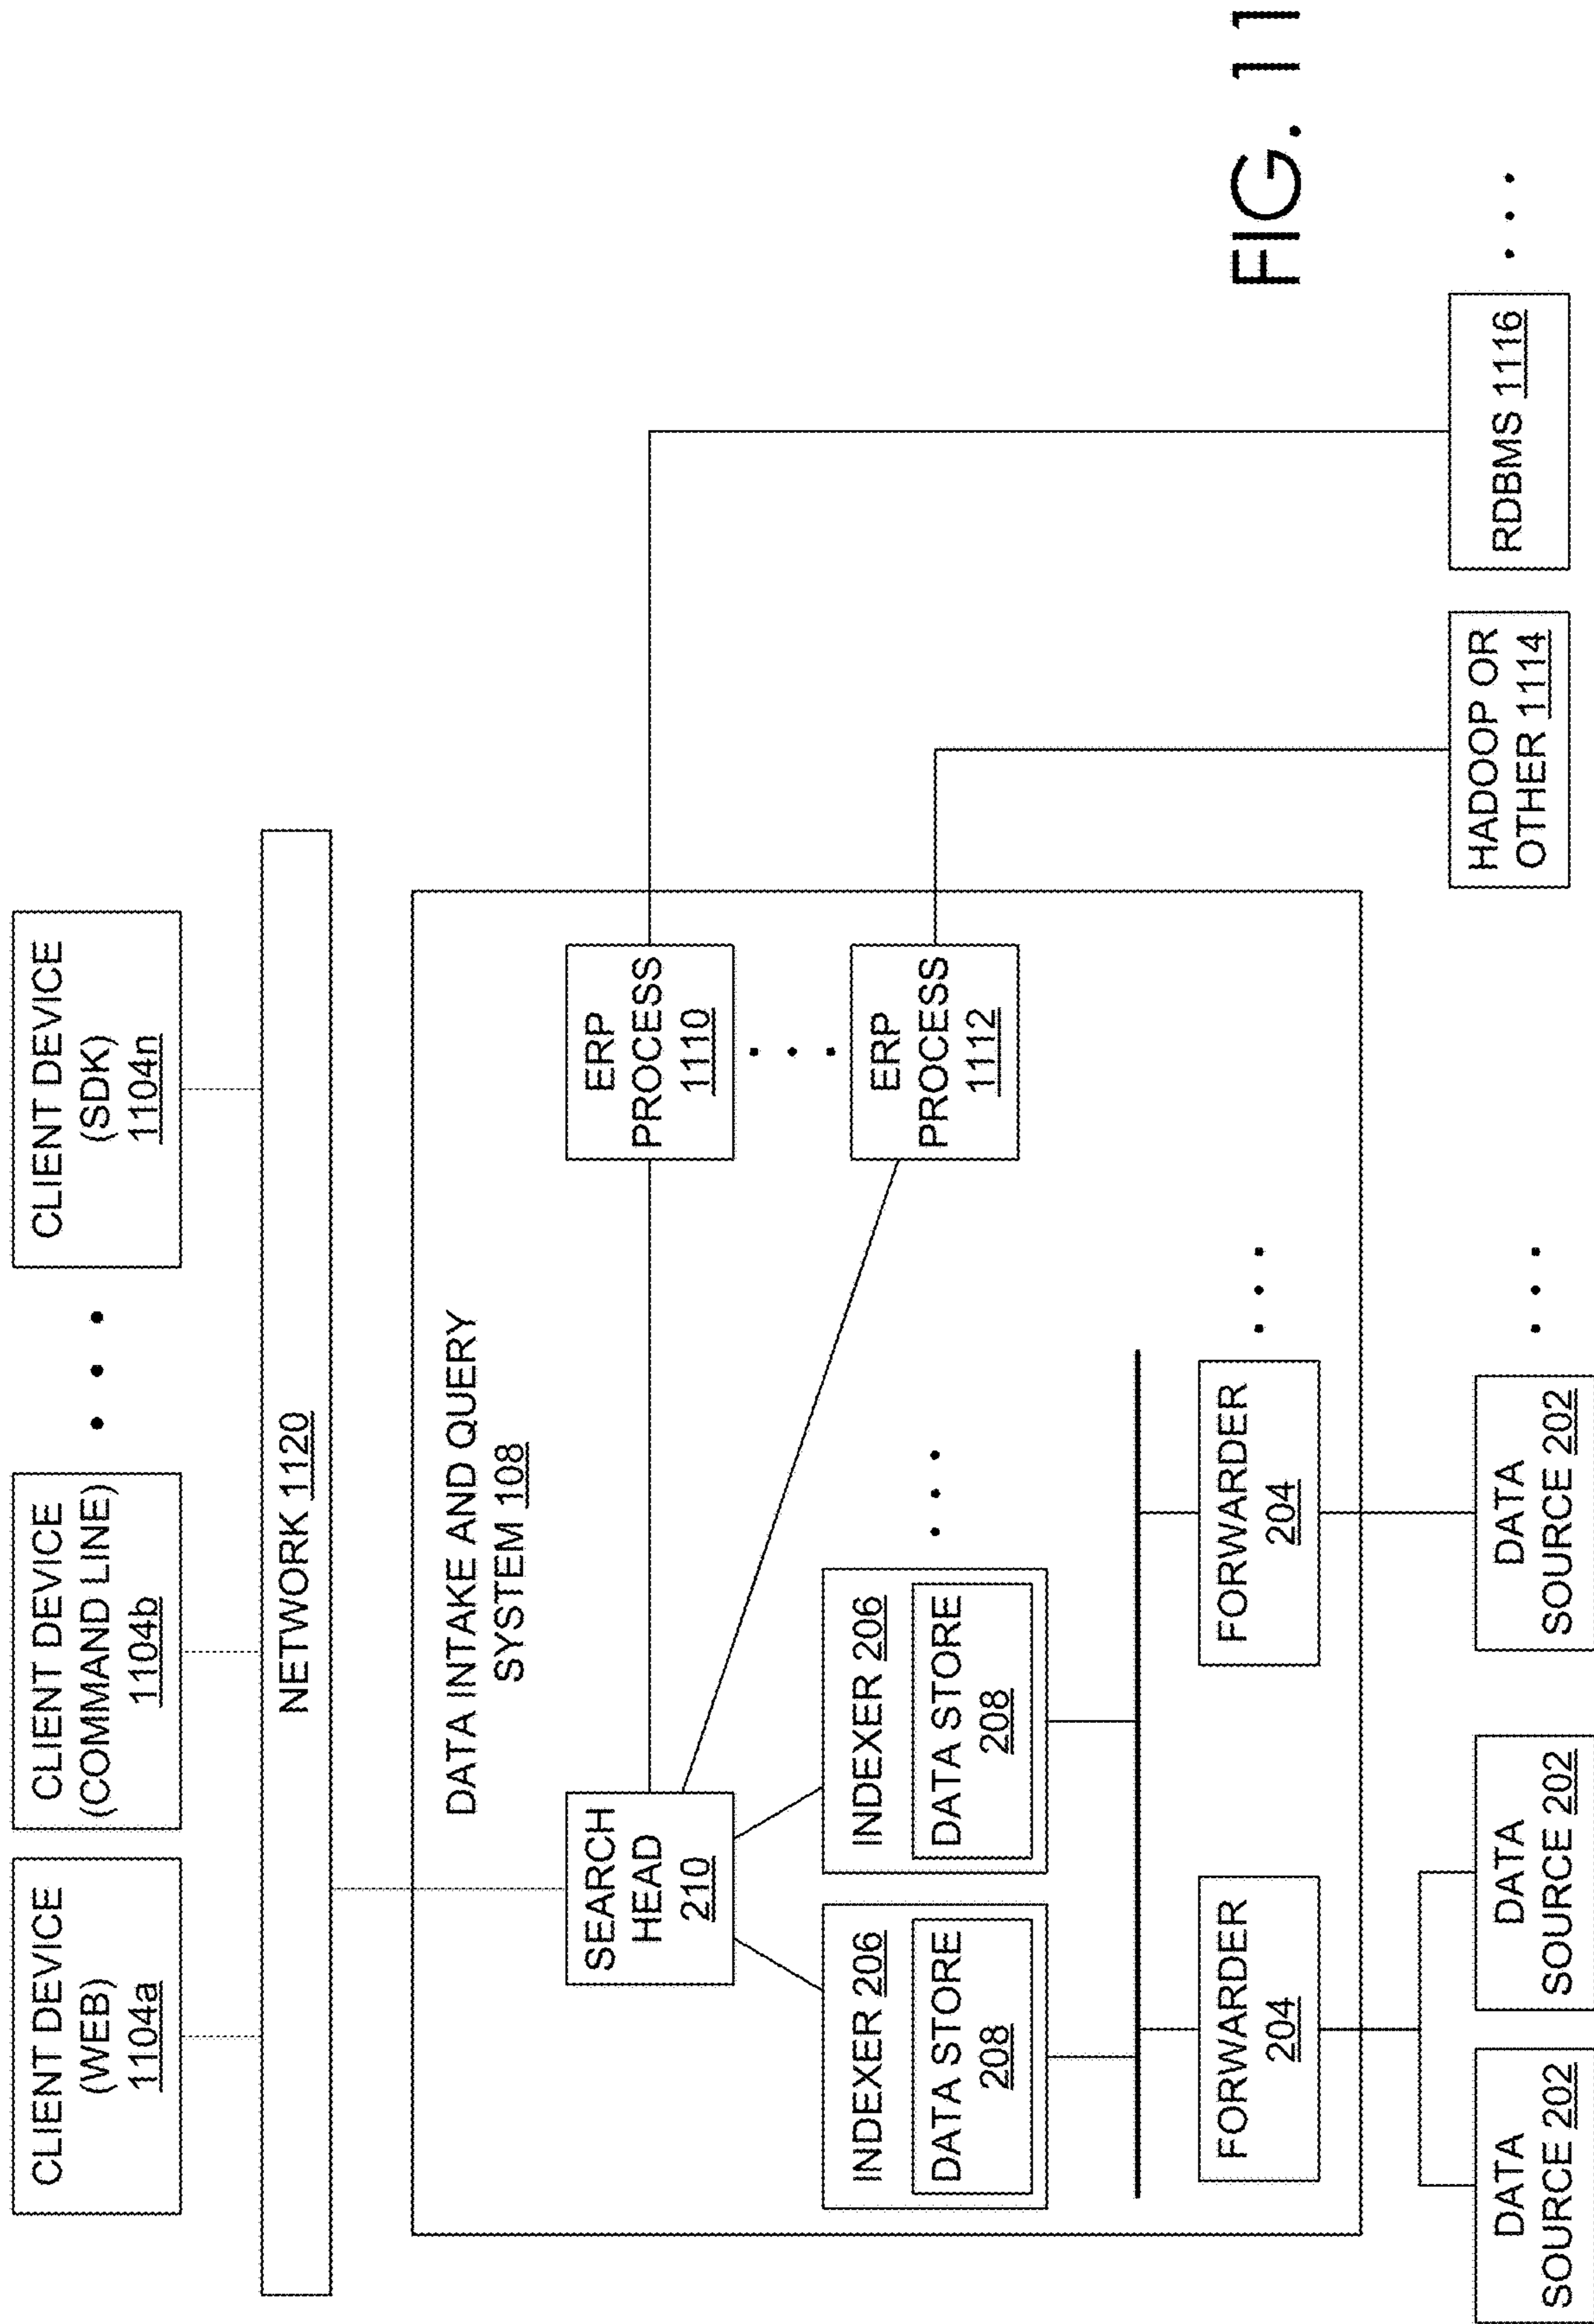 CLIENT DEVICE
(WEB)
1104a
CLIENT DEVICE
(COMMAND LINE)
1104b
CLIENT DEVICE
(SDK)
1104n
NETWORK 1120
DATA INTAKE AND QUERY
SYSTEM 108
SEARCH
HEAD
210
ERP
PROCESS
1110
INDEXER 206
DATA STORE
208
INDEXER 206
DATA STORE
208
ERP
PROCESS
1112
FORWARDER
204
FORWARDER
204
DATA
SOURCE 202
DATA
SOURCE 202
DATA
SOURCE 202
HADOOP OR
OTHER 1114
RDBMS 1116
FIG. 11